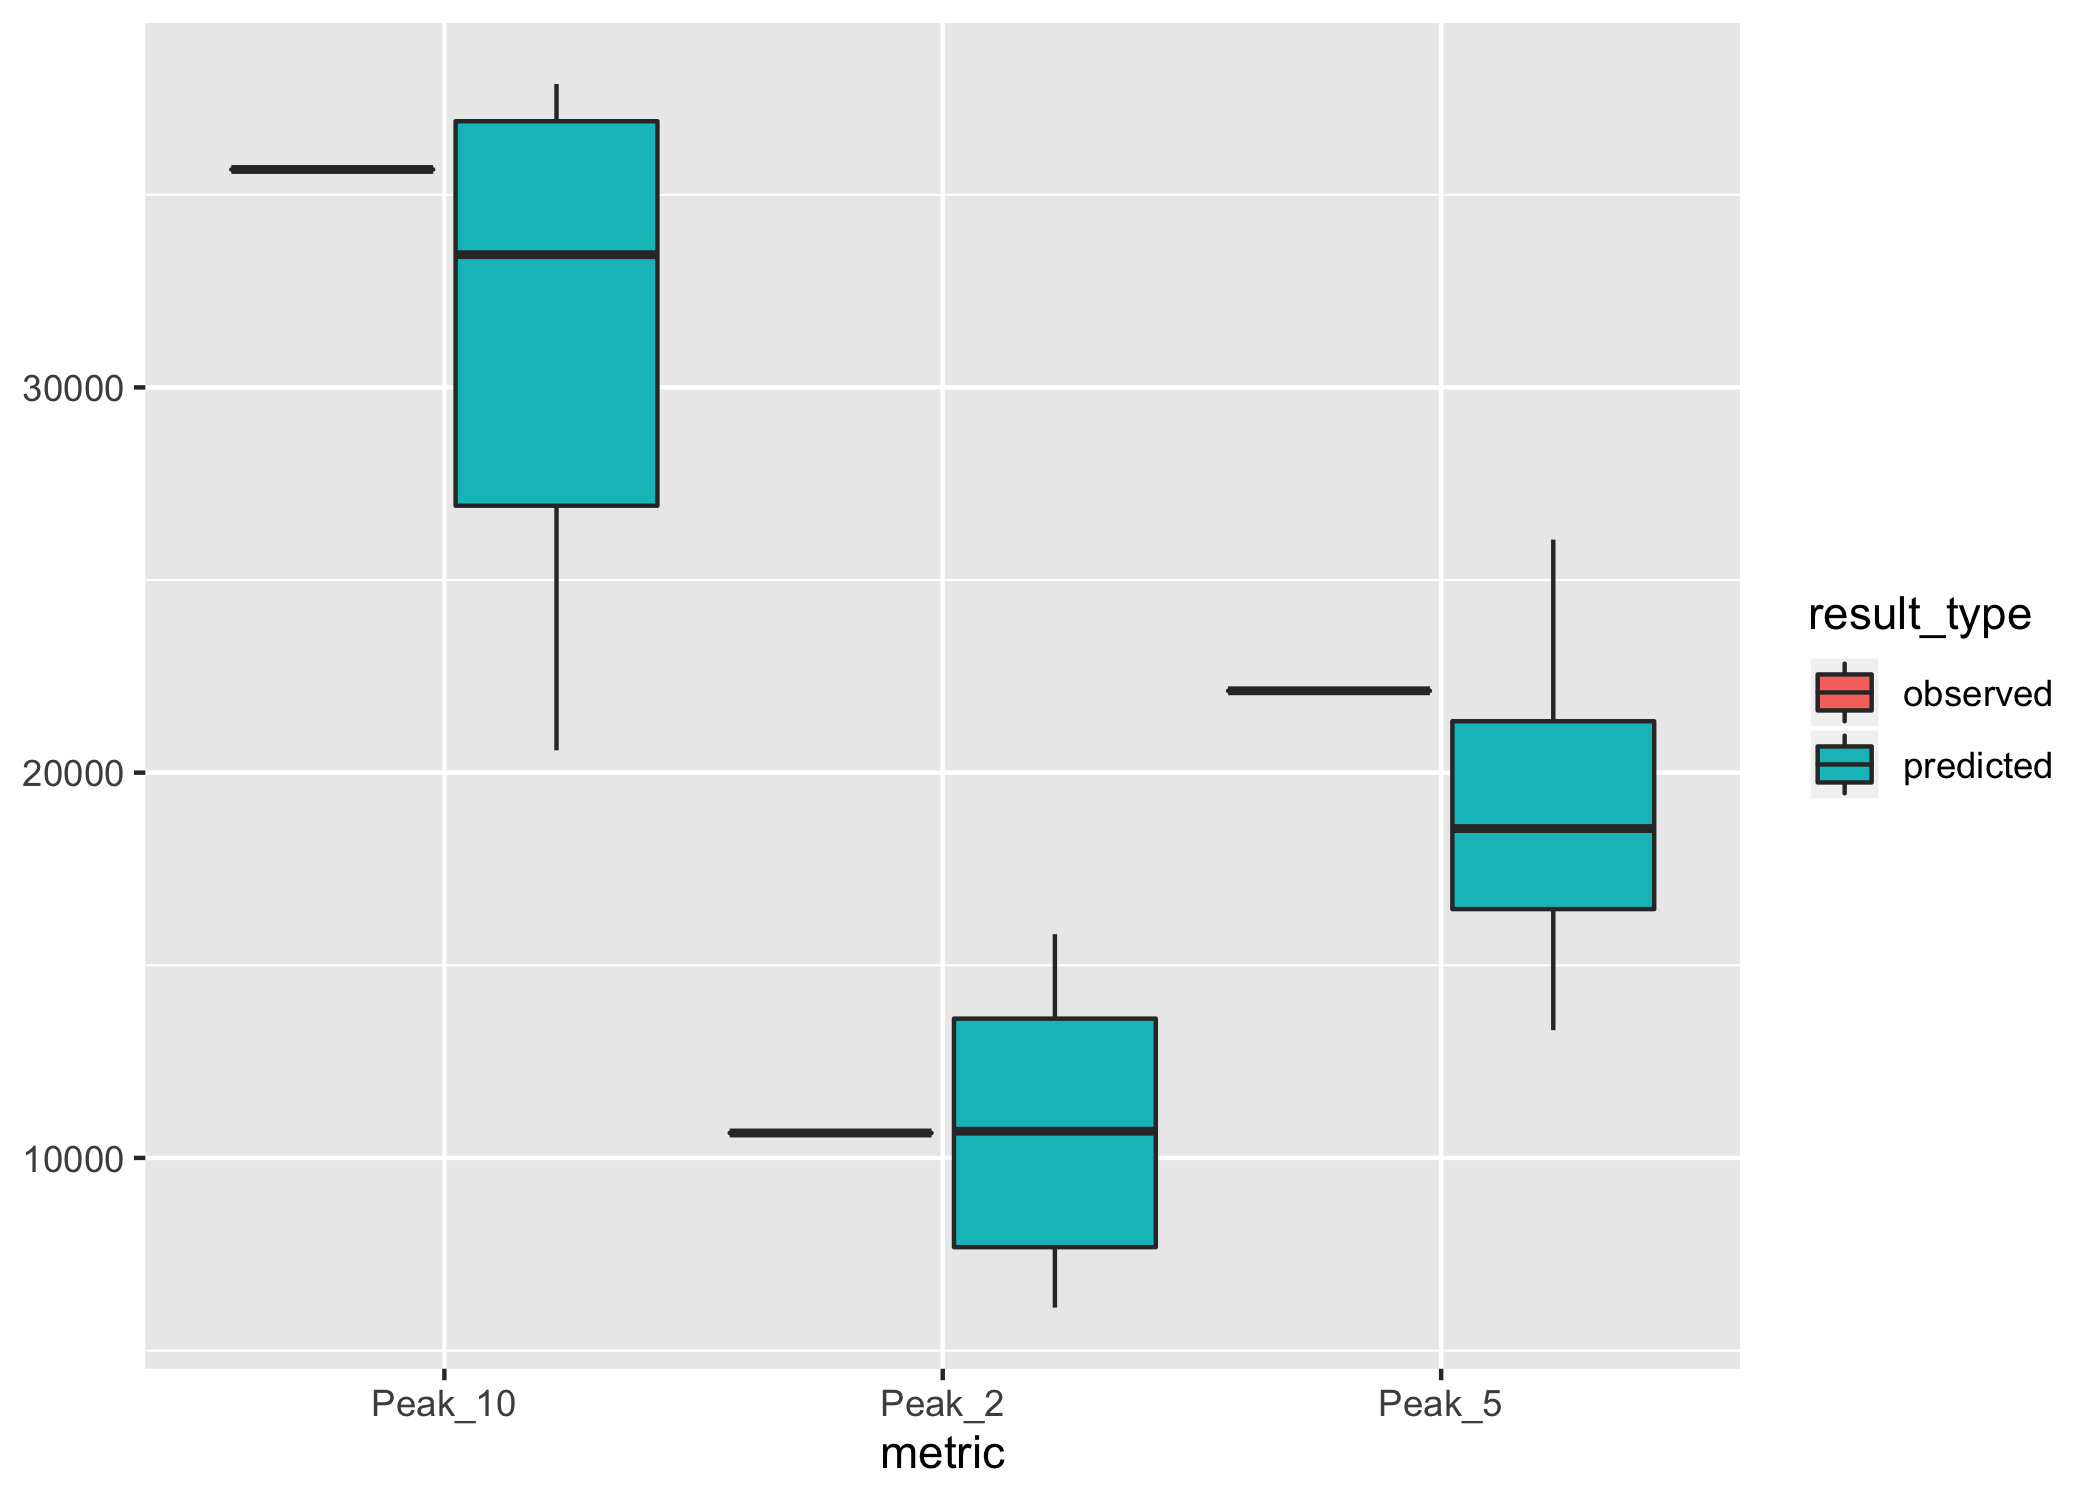 30000
20000
10000
Peak_10
Peak_2
Peak_5
metric
result_type
observed
predicted